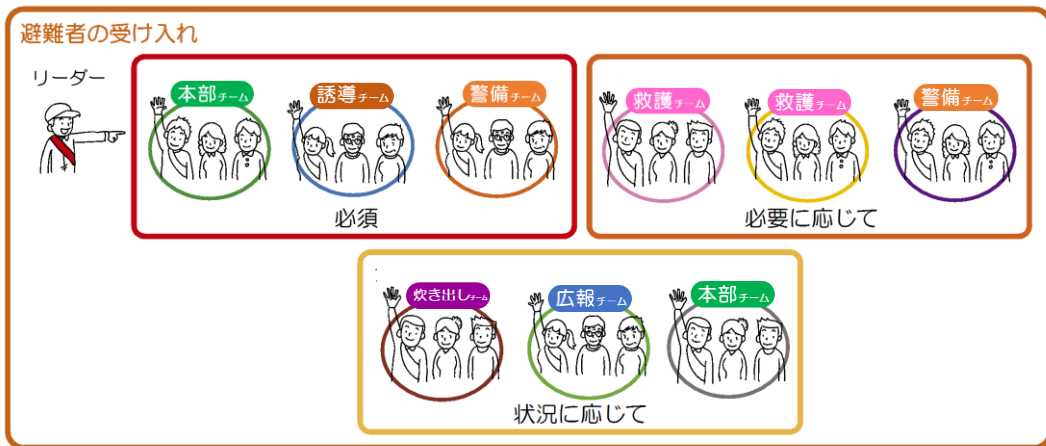 避難者の受け入れ
リーダー
本部チーム
誘導チーム
警備チーム
必須
救護チーム
救護チーム
警備チーム
必要に応じて
炊き出しチーム
広報チーム
本部チーム
状況に応じて